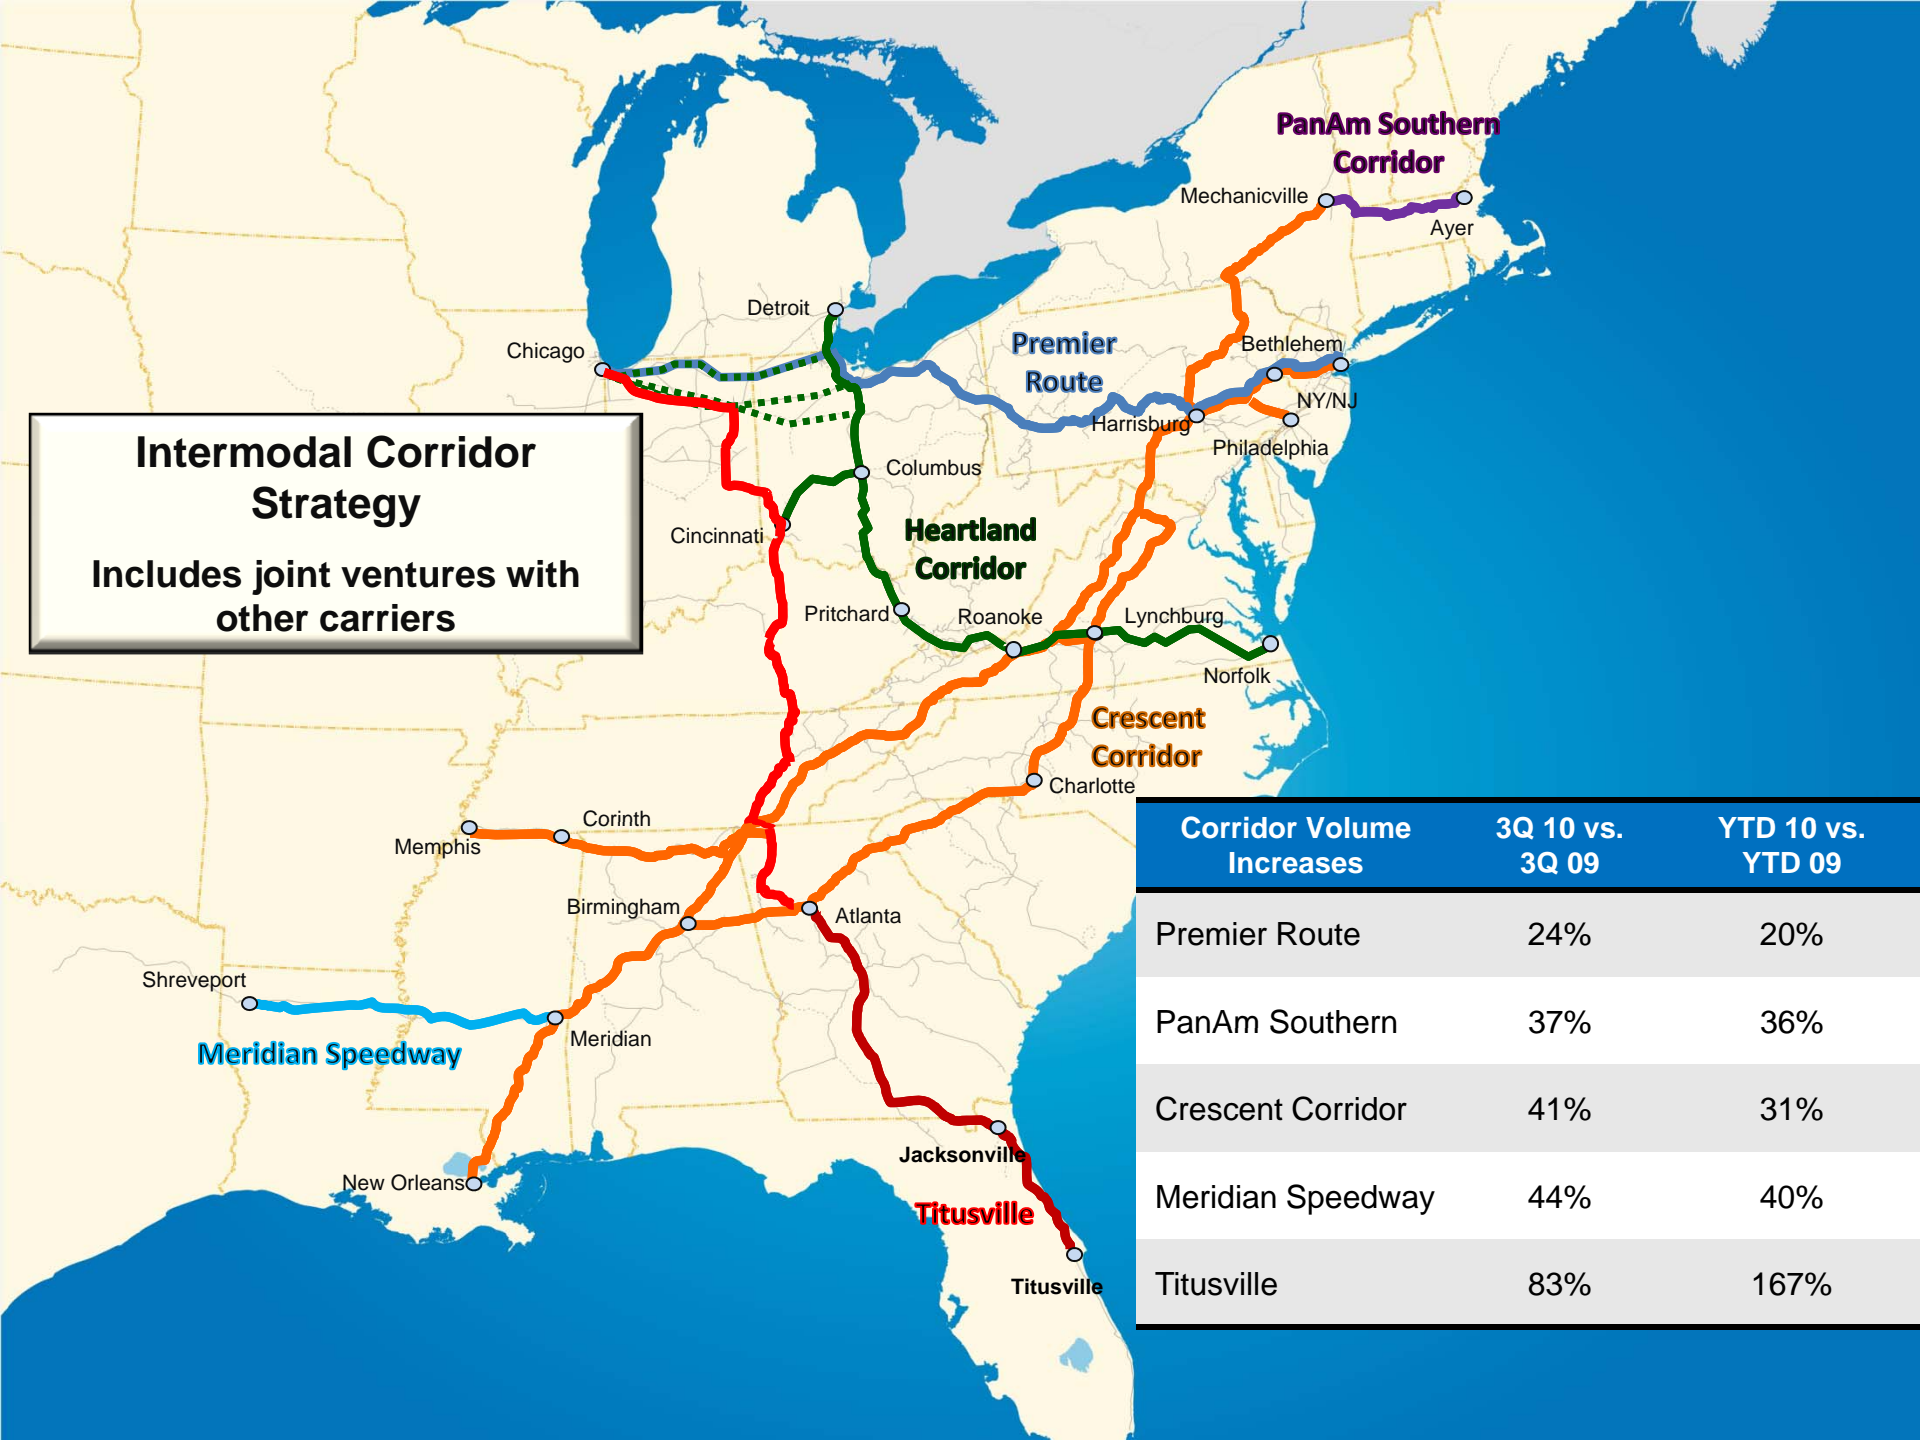 PanAm Southern
Corridor
Mechanicville
Ayer
Detroit
Premier
Route
Bethlehem
Chicago
NY/NJ
Harrisburg
Philadelphia
Intermodal Corridor
Strategy
Includes joint ventures with
other carriers
Columbus
Cincinnati
Heartland
Corridor
Pritchard
Roanoke
Lynchburg
Norfolk
Crescent
Corridor
Charlotte
Corinth
Memphis
Birmingham
Atlanta
Shreveport
Meridian
Meridian Speedway
New Orleans
Jacksonville
Titusville
Titusville
Corridor Volume Increases 3Q 10 vs. 3Q 09 YTD 10 vs. YTD 09
Premier Route 24% 20%
PanAm Southern 37% 36%
Crescent Corridor 41% 31%
Meridian Speedway 44% 40%
Titusville 83% 167%